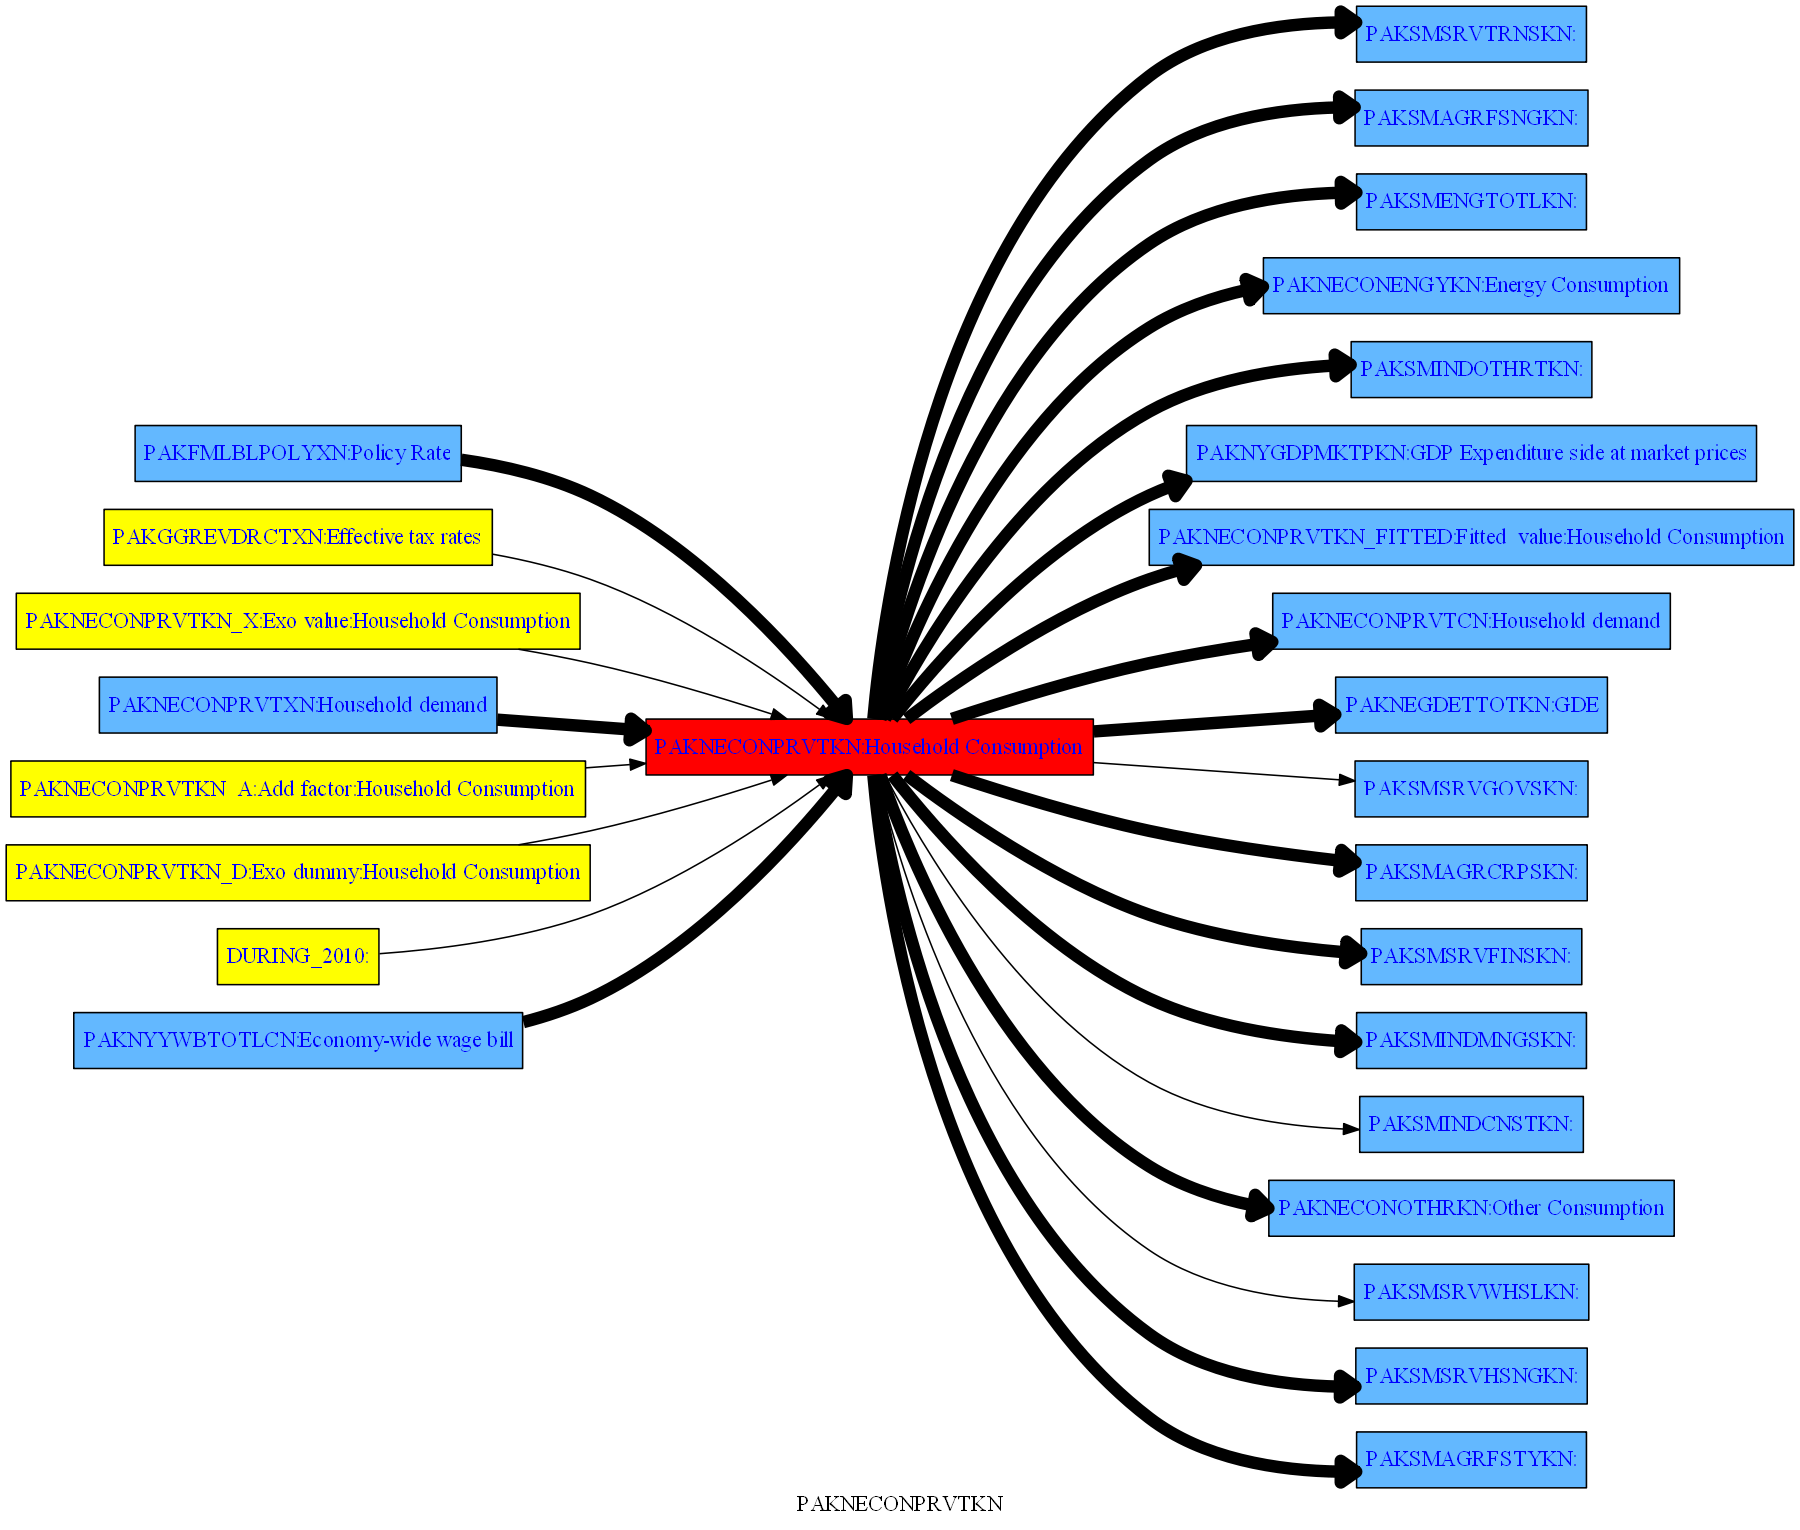 PAKFMLBLPOLYXN:Policy Rate
PAKGGREVDRCTXN:Effective tax rates
PAKNECONPRVTKN_X:Exo value:Household Consumption
PAKNECONPRVTXN:Household demand
PAKNECONPRVTKN_A:Add factor:Household Consumption
PAKNECONPRVTKN_D:Exo dummy:Household Consumption
DURING_2010:
PAKNYYWBTOTLCN:Economy-wide wage bill
PAKNECONPRVTKN:Household Consumption
PAKSMSRVTRNSKN:
PAKSMAGRFSNGKN:
PAKSMENGTOTLKN:
PAKNECONENGYKN:Energy Consumption
PAKSMINDOTHRTKN:
PAKNYGDPMKTPKN:GDP Expenditure side at market prices
PAKNECONPRVTKN_FITTED:Fitted value:Household Consumption
PAKNECONPRVTCN:Household demand
PAKNEGDETTOTKN:GDE
PAKSMSRVGOVSKN:
PAKSMAGRCRPSKN:
PAKSMSRVFINSKN:
PAKSMINDMNGSKN:
PAKSMINDCNSTKN:
PAKNECONOTHRKN:Other Consumption
PAKSMSRVWHSLKN:
PAKSMSRVHSNGKN:
PAKSMAGRFSTYKN:
PAKNECONPRVTKN